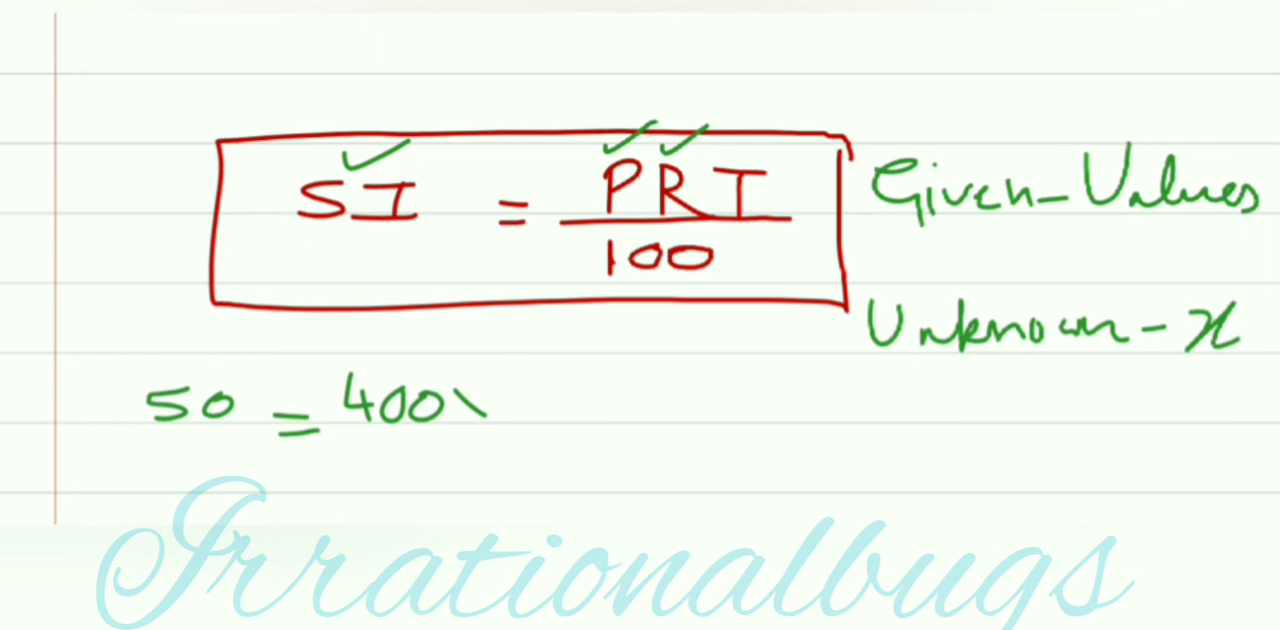 SI = PRT
100
Given-Values
Unknown - x
50 = 400\
Irrationalbugs